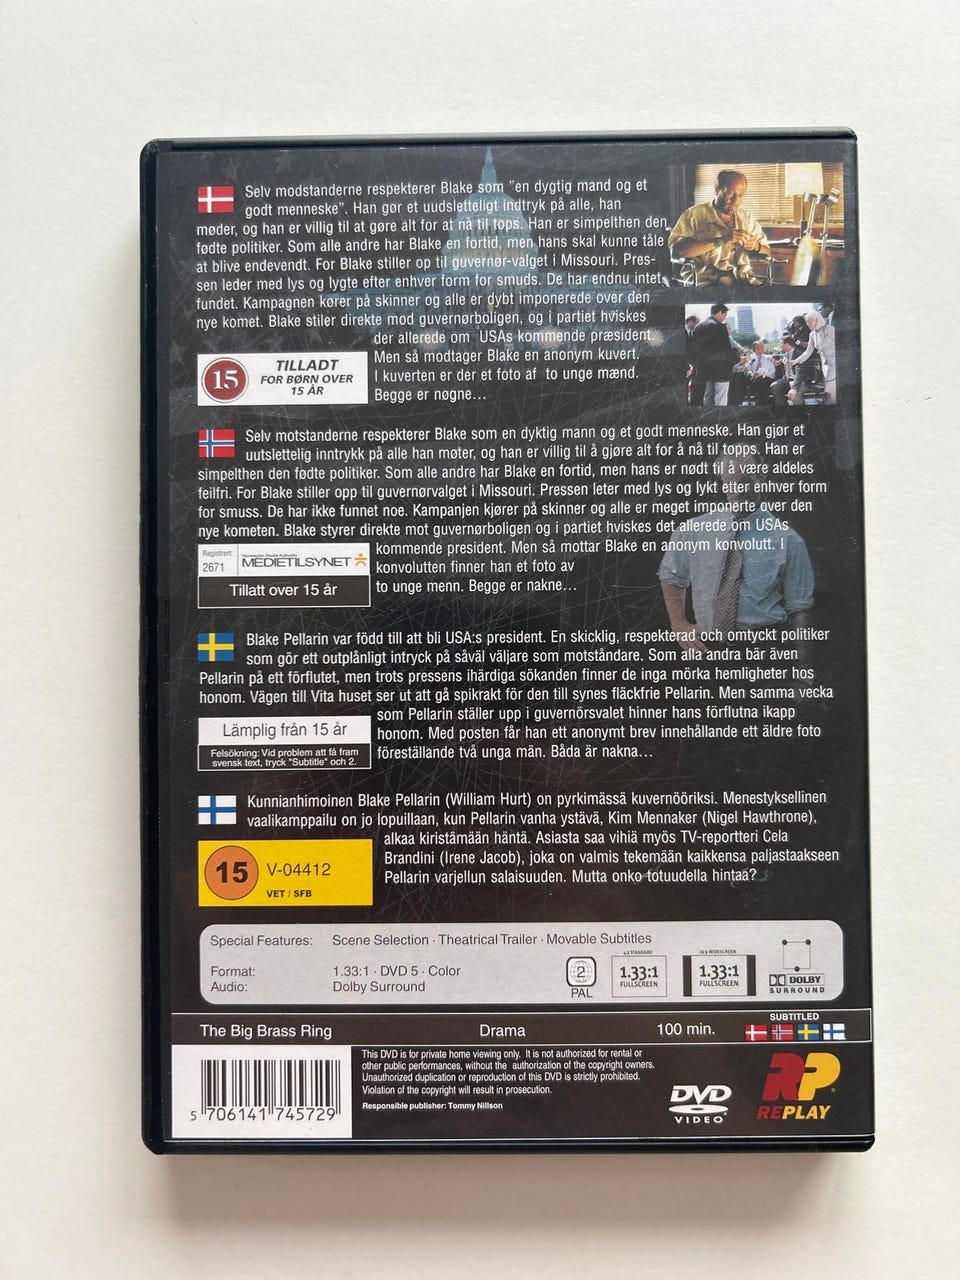 Selv modstanderne respekterer Blake som "en dygtig mand og et
godt menneske". Han gør et uudsletteligt indtryk på alle, han
møder, og han er villig til at gøre alt for at nå til tops. Han er simpelthen den
fødte politiker. Som alle andre har Blake en fortid, men hans skal kunne tåle
at blive endevendt. For Blake stiller op til guvernør-valget i Missouri. Pres-
sen leder med lys og lygte efter enhver form for smuds. De har endnu intet
fundet. Kampagnen kører på skinner og alle er dybt imponerede over den
nye komet. Blake stiler direkte mod guvernørboligen, og i partiet hviskes
der allerede om USAs kommende præsident.
Men så modtager Blake en anonym kuvert.
I kuverten er der et foto af to unge mænd.
Begge er nøgne...
15
TILLADT
FOR BØRN OVER
15 ÅR
Selv motstanderne respekterer Blake som en dyktig mann og et godt menneske. Han gjør et
uutslettelig inntrykk på alle han møter, og han er villig til å gjøre alt for å nå til topps. Han er
simpelthen den fødte politiker. Som alle andre har Blake en fortid, men hans er nødt til å være aldeles
feilfri. For Blake stiller opp til guvernørvalget i Missouri. Pressen leter med lys og lykt etter enhver form
for smuss. De har ikke funnet noe. Kampanjen kjører på skinner og alle er meget imponerte over den
nye kometen. Blake styrer direkte mot guvernørboligen og i partiet hviskes det allerede om USAs
kommende president. Men så mottar Blake en anonym konvolutt. I
konvolutten finner han et foto av
to unge menn. Begge er nakne...
Registrert:
2671
Norwegian Media Authority
MEDIETILSYNET
Tillatt over 15 år
Blake Pellarin var född till att bli USA:s president. En skicklig, respekterad och omtyckt politiker
som gör ett outplånligt intryck på såväl väljare som motståndare. Som alla andra bär även
Pellarin på ett förflutet, men trots pressens ihärdiga sökanden finner de inga mörka hemligheter hos
honom. Vägen till Vita huset ser ut att gå spikrakt för den till synes fläckfrie Pellarin. Men samma vecka
som Pellarin ställer upp i guvernörsvalet hinner hans förflutna ikapp
honom. Med posten får han ett anonymt brev innehållande ett äldre foto
föreställande två unga män. Båda är nakna...
Lämplig från 15 år
Felsökning: Vid problem att få fram
svensk text, tryck "Subtitle" och 2.
Kunnianhimoinen Blake Pellarin (William Hurt) on pyrkimässä kuvernööriksi. Menestyksellinen
vaalikamppailu on jo lopuillaan, kun Pellarin vanha ystävä, Kim Mennaker (Nigel Hawthrone),
alkaa kiristämään häntä. Asiasta saa vihiä myös TV-reportteri Cela
Brandini (Irene Jacob), joka on valmis tekemään kaikkensa paljastaakseen
Pellarin varjellun salaisuuden. Mutta onko totuudella hintaa?
15 V-04412
VET / SFB
Special Features: Scene Selection · Theatrical Trailer · Movable Subtitles
Format: 1.33:1 · DVD 5 · Color
Audio: Dolby Surround
2
PAL
4:3 STANDARD
1.33:1
FULLSCREEN
16:9 WIDESCREEN
1.33:1
FULLSCREEN
DOLBY
SURROUND
The Big Brass Ring Drama 100 min. SUBTITLED
5 706141 745729
This DVD is for private home viewing only. It is not authorized for rental or
other public performances, without the authorization of the copyright owners.
Unauthorized duplication or reproduction of this DVD is strictly prohibited.
Violation of the copyright will result in prosecution.
Responsible publisher: Tommy Nillson
DVD
VIDEO
RP
REPLAY